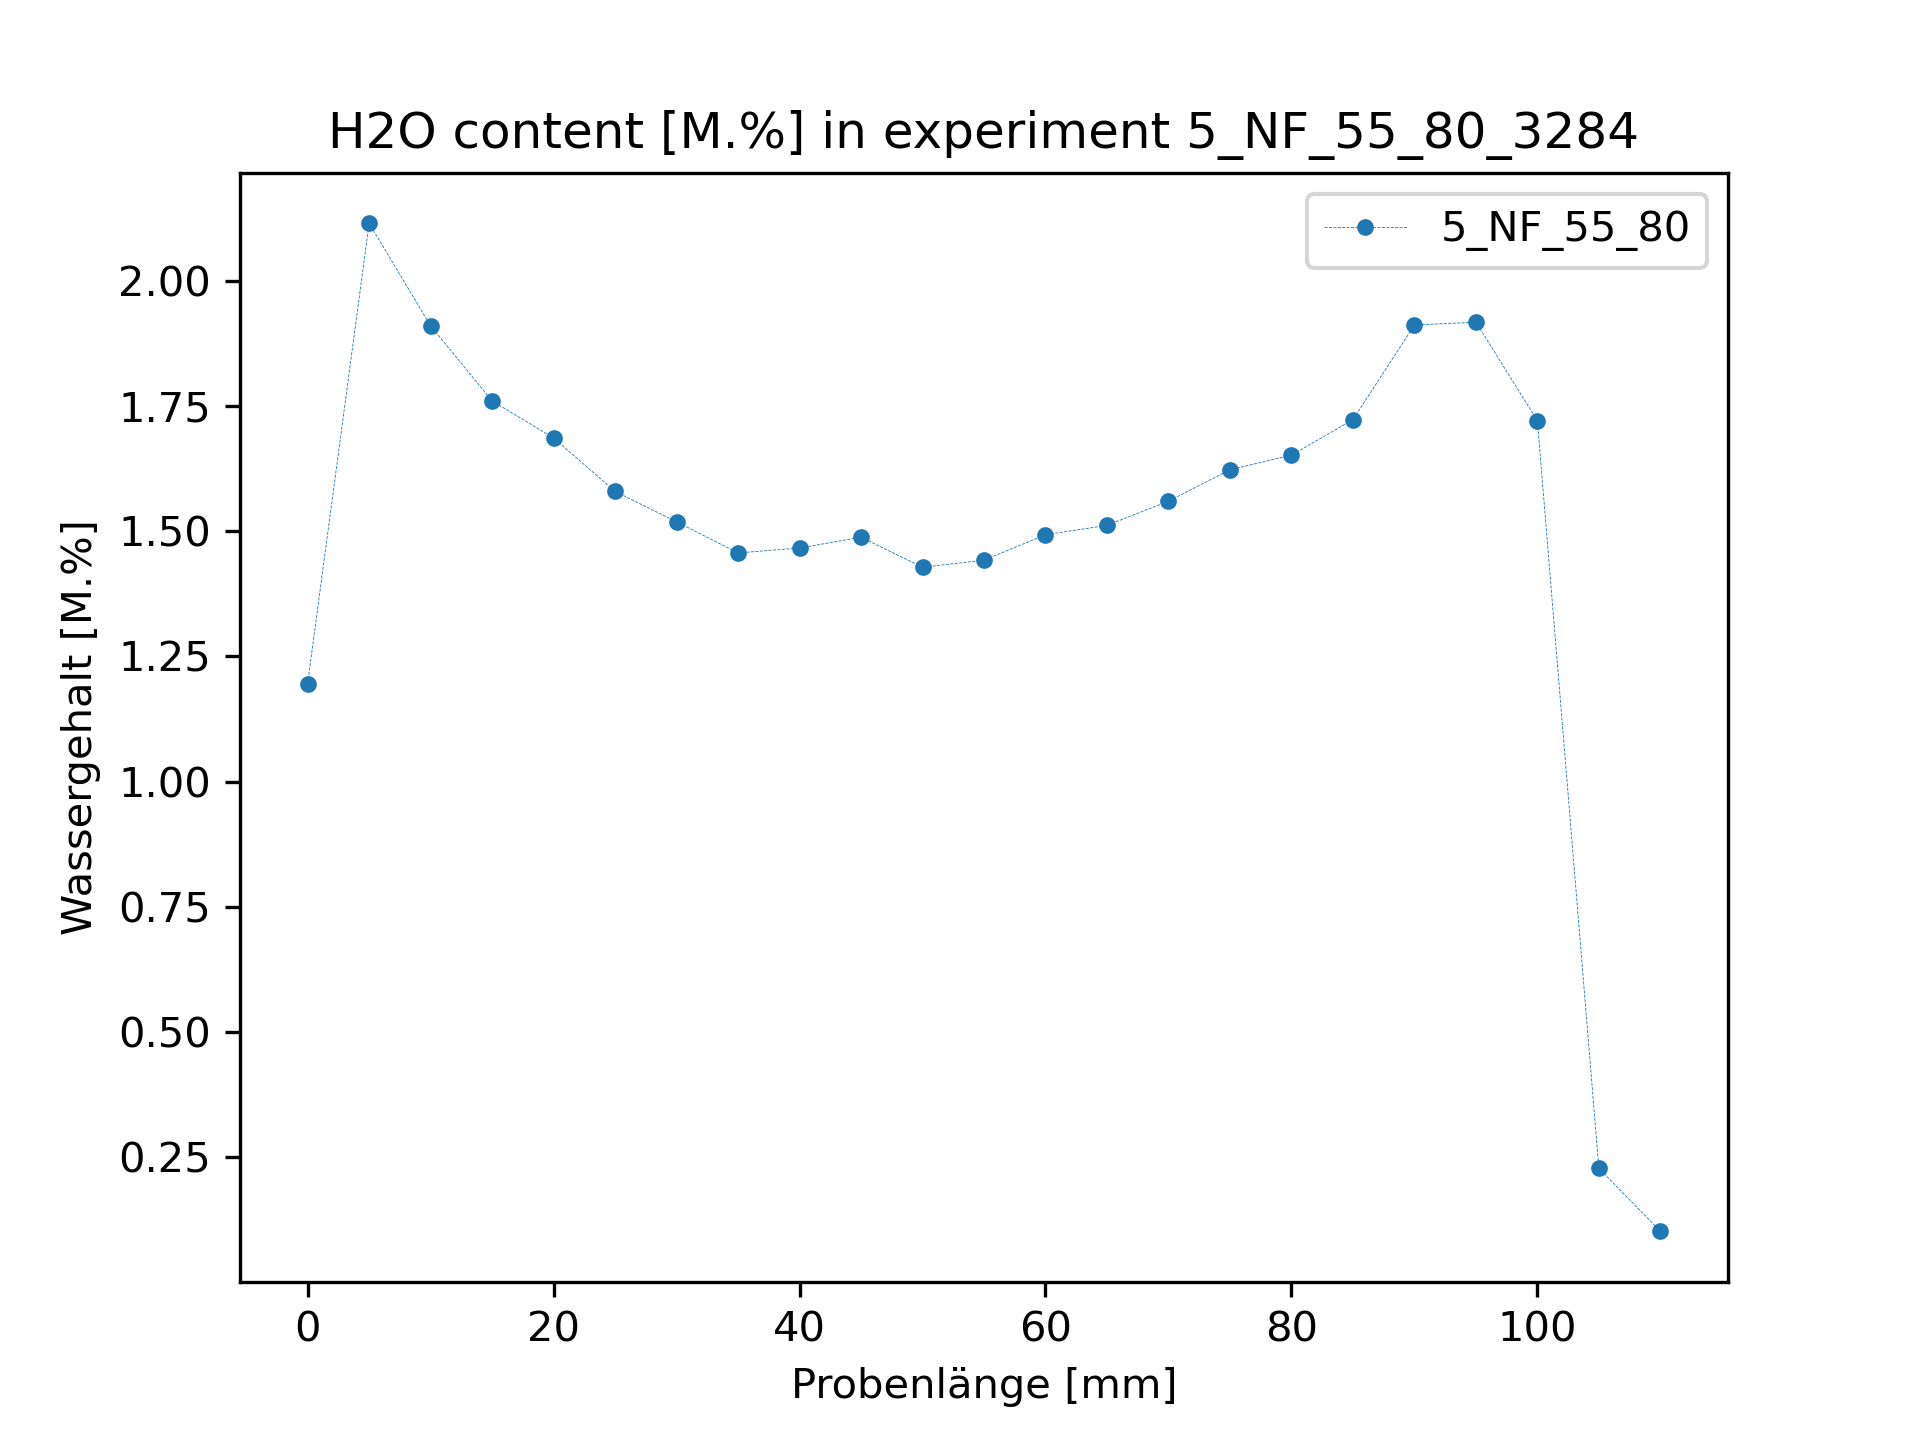 H2O content [M.%] in experiment 5_NF_55_80_3284
5_NF_55_80
Wassergehalt [M.%]
2.00
1.75
1.50
1.25
1.00
0.75
0.50
0.25
0 20 40 60 80 100
Probenlänge [mm]